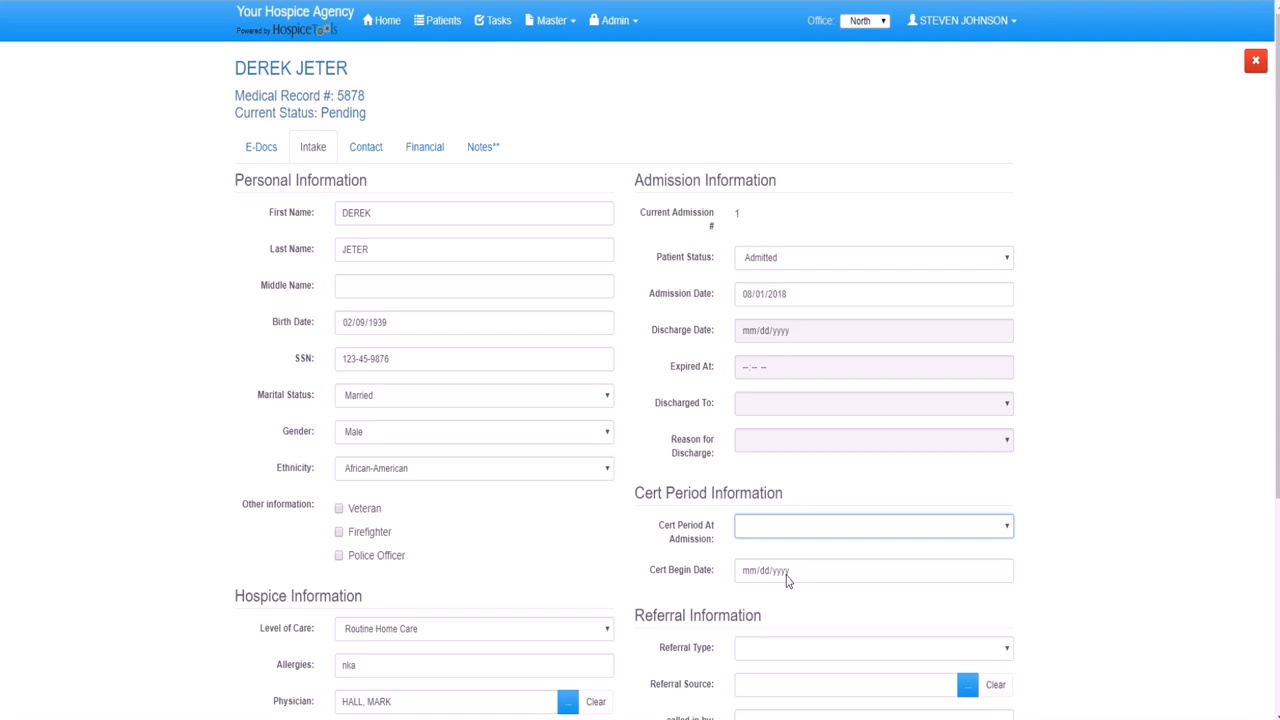 Your Hospice Agency
Powered by HospiceTools
Home
Patients
Tasks
Master
Admin
Office:
North
STEVEN JOHNSON
DEREK JETER
Medical Record #: 5878
Current Status: Pending
E-Docs
Intake
Contact
Financial
Notes**
Personal Information
First Name:
DEREK
Last Name:
JETER
Middle Name:
Birth Date:
02/09/1939
SSN:
123-45-9876
Marital Status:
Married
Gender:
Male
Ethnicity:
African-American
Other information:
Veteran
Firefighter
Police Officer
Hospice Information
Level of Care:
Routine Home Care
Allergies:
nka
Physician:
HALL, MARK
...
Clear
Admission Information
Current Admission
#
1
Patient Status:
Admitted
Admission Date:
08/01/2018
Discharge Date:
mm/dd/yyyy
Expired At:
--:-- --
Discharged To:
Reason for
Discharge:
Cert Period Information
Cert Period At
Admission:
Cert Begin Date:
mm/dd/yyyy
Referral Information
Referral Type:
Referral Source:
...
Clear
called in by: